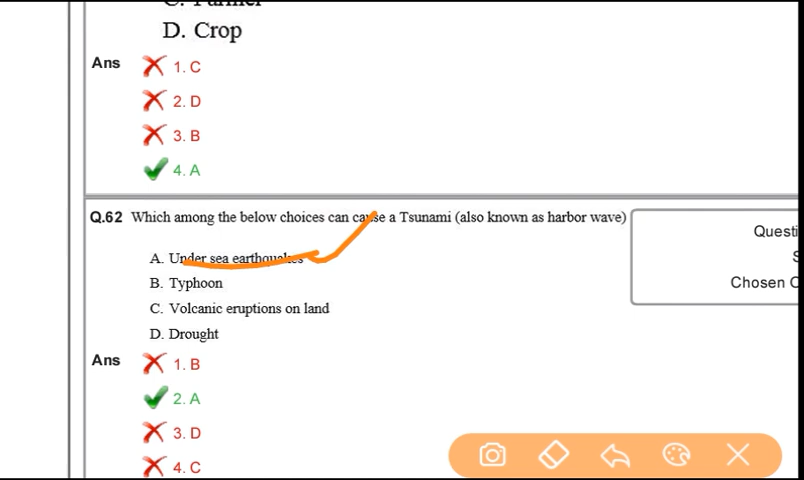 C. Farmer
D. Crop
Ans
1. C
2. D
3. B
4. A
Q.62 Which among the below choices can cause a Tsunami (also known as harbor wave)
A. Under sea earthquakes
B. Typhoon
C. Volcanic eruptions on land
D. Drought
Ans
1. B
2. A
3. D
4. C
Questi
S
Chosen O